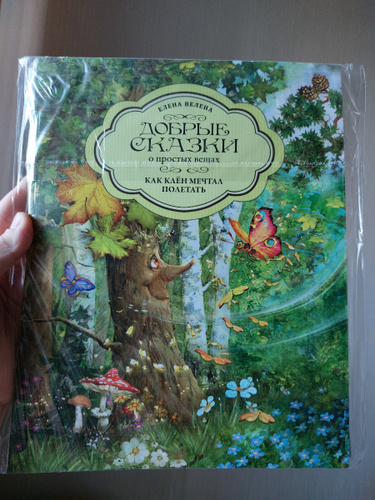 ЕЛЕНА ВЕЛЕНА
ДОБРЫЕ
СКАЗКИ
О ПРОСТЫХ ВЕЩАХ
КАК КЛЁН МЕЧТАЛ
ПОЛЕТАТЬ